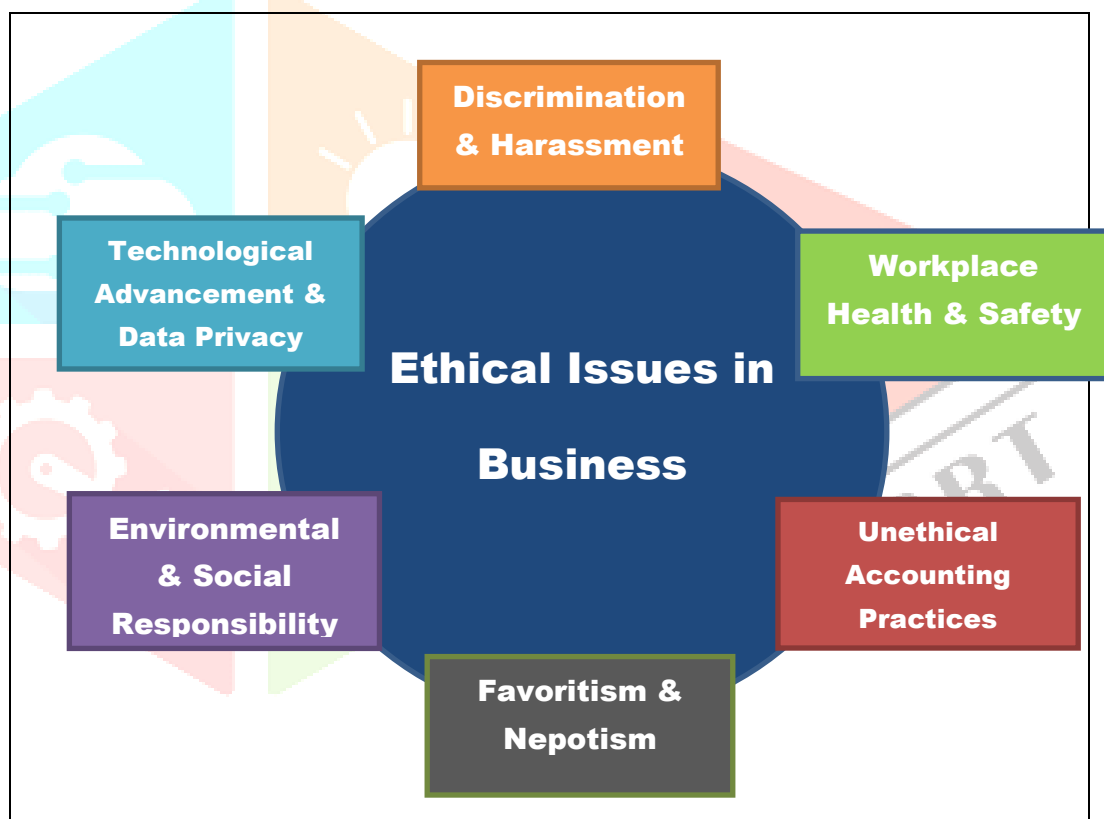 Discrimination
& Harassment
Technological
Advancement &
Data Privacy
Workplace
Health & Safety
Ethical Issues in
Business
Environmental
& Social
Responsibility
Unethical
Accounting
Practices
Favoritism &
Nepotism